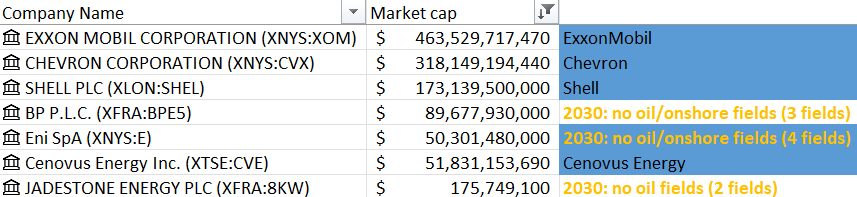 Company Name Market cap
EXXON MOBIL CORPORATION (XNYS:XOM) $ 463,529,717,470 ExxonMobil
CHEVRON CORPORATION (XNYS:CVX) $ 318,149,194,440 Chevron
SHELL PLC (XLON:SHEL) $ 173,139,500,000 Shell
BP P.L.C. (XFRA:BPE5) $ 89,677,930,000 2030: no oil/onshore fields (3 fields)
Eni SpA (XNYS:E) $ 50,301,480,000 2030: no oil/onshore fields (4 fields)
Cenovus Energy Inc. (XTSE:CVE) $ 51,831,153,690 Cenovus Energy
JADESTONE ENERGY PLC (XFRA:8KW) $ 175,749,100 2030: no oil fields (2 fields)